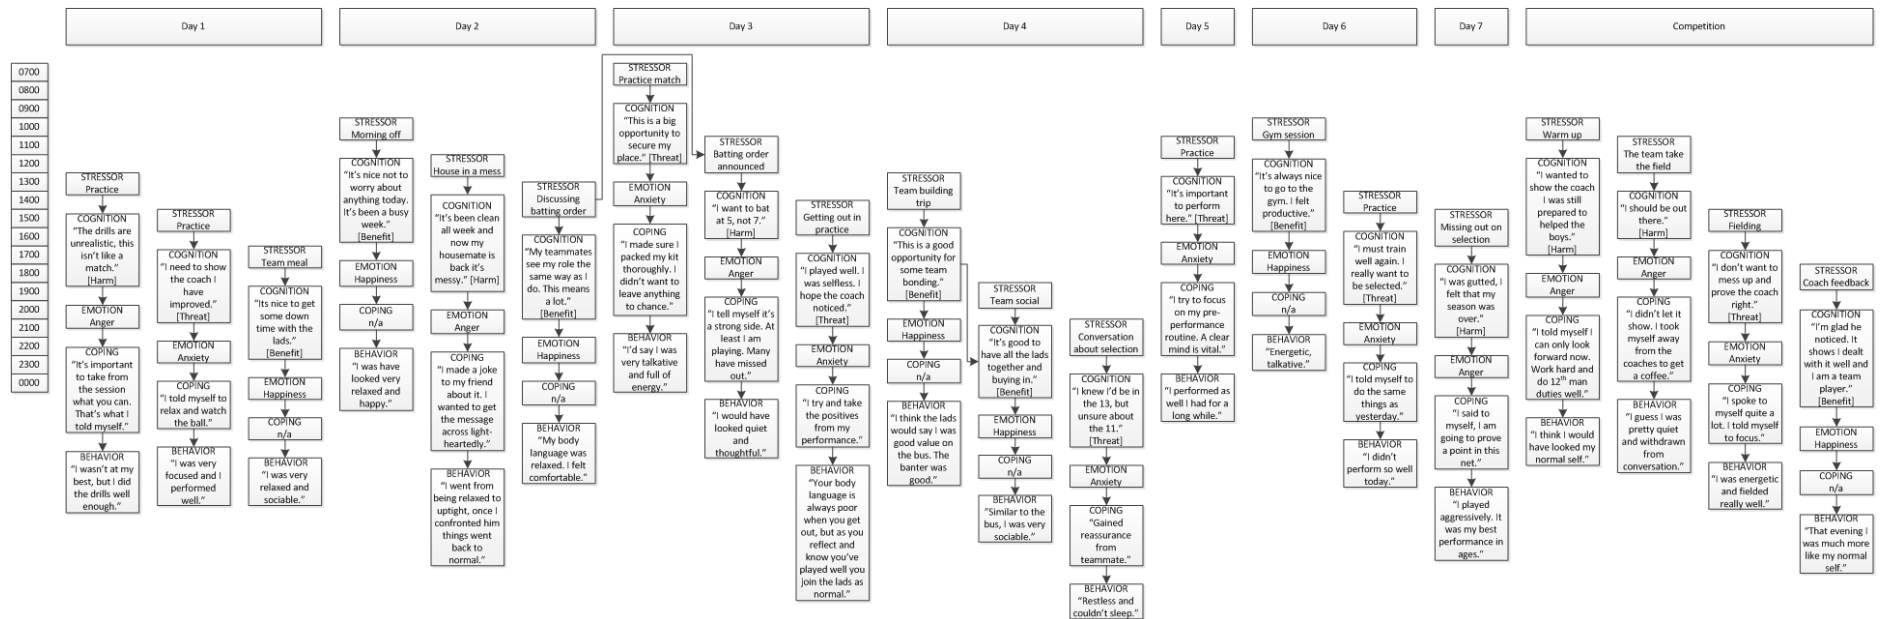 Day 1
Day 2
Day 3
Day 4
Day 5
Day 6
Day 7
Competition
0700
0800
0900
1000
1100
1200
1300
1400
1500
1600
1700
1800
1900
2000
2100
2200
2300
0000
STRESSOR
Practice
COGNITION
“The drills are
unrealistic, this
isn’t like a
match.”
[Harm]
EMOTION
Anger
COPING
“It’s important
to take from
the session
what you can.
That’s what I
told myself.”
BEHAVIOR
“I wasn’t at my
best, but I did
the drills well
enough.”
STRESSOR
Practice
COGNITION
“I need to show
the coach I
have
improved.”
[Threat]
EMOTION
Anxiety
COPING
“I told myself to
relax and watch
the ball.”
BEHAVIOR
“I was very
focused and I
performed
well.”
STRESSOR
Team meal
COGNITION
“Its nice to get
some down
time with the
lads.”
[Benefit]
EMOTION
Happiness
COPING
n/a
BEHAVIOR
“I was very
relaxed and
sociable.”
STRESSOR
Morning off
COGNITION
“It’s nice not to
worry about
anything today.
It’s been a busy
week.”
[Benefit]
EMOTION
Happiness
COPING
n/a
BEHAVIOR
“I was have
looked very
relaxed and
happy.”
STRESSOR
House in a mess
COGNITION
“It’s been clean
all week and
now my
housemate is
back it’s
messy.” [Harm]
EMOTION
Anger
COPING
“I made a joke
to my friend
about it. I
wanted to get
the message
across light-
heartedly.”
BEHAVIOR
“I went from
being relaxed to
uptight, once I
confronted him
things went
back to
normal.”
STRESSOR
Discussing
batting order
COGNITION
“My teammates
see my role the
same way as I
do. This means
a lot.”
[Benefit]
EMOTION
Happiness
COPING
n/a
BEHAVIOR
“My body
language was
relaxed. I felt
comfortable.”
STRESSOR
Practice match
COGNITION
“This is a big
opportunity to
secure my
place.” [Threat]
EMOTION
Anxiety
COPING
“I made sure I
packed my kit
thoroughly. I
didn’t want to
leave anything
to chance.”
BEHAVIOR
“I’d say I was
very talkative
and full of
energy.”
STRESSOR
Batting order
announced
COGNITION
“I want to bat
at 5, not 7.”
[Harm]
EMOTION
Anger
COPING
“I tell myself it’s
a strong side. At
least I am
playing. Many
have missed
out.”
BEHAVIOR
“I would have
looked quiet
and
thoughtful.”
STRESSOR
Getting out in
practice
COGNITION
“I played well. I
was selfless. I
hope the coach
noticed.”
[Threat]
EMOTION
Anxiety
COPING
“I try and take
the positives
from my
performance.”
BEHAVIOR
“Your body
language is
always poor
when you get
out, but as you
reflect and
know you’ve
played well you
join the lads as
normal.”
STRESSOR
Team building
trip
COGNITION
“This is a good
opportunity for
some team
bonding.”
[Benefit]
EMOTION
Happiness
COPING
n/a
BEHAVIOR
“I think the lads
would say I was
good value on
the bus. The
banter was
good.”
STRESSOR
Team social
COGNITION
“It’s good to
have all the lads
together and
buying in.”
[Benefit]
EMOTION
Happiness
COPING
n/a
BEHAVIOR
“Similar to the
bus, I was very
sociable.”
STRESSOR
Conversation
about selection
COGNITION
“I knew I’d be in
the 13, but
unsure about
the 11.”
[Threat]
EMOTION
Anxiety
COPING
“Gained
reassurance
from
teammate.”
BEHAVIOR
“Restless and
couldn’t sleep.”
STRESSOR
Practice
COGNITION
“It’s important
to perform
here.” [Threat]
EMOTION
Anxiety
COPING
“I try to focus
on my pre-
performance
routine. A clear
mind is vital.”
BEHAVIOR
“I performed as
well I had for a
long while.”
STRESSOR
Gym session
COGNITION
“It’s always nice
to go to the
gym. I felt
productive.”
[Benefit]
EMOTION
Happiness
COPING
n/a
BEHAVIOR
“Energetic,
talkative.”
STRESSOR
Practice
COGNITION
“I must train
well again. I
really want to
be selected.”
[Threat]
EMOTION
Anxiety
COPING
“I told myself to
do the same
things as
yesterday.”
BEHAVIOR
“I didn’t
perform so well
today.”
STRESSOR
Missing out on
selection
COGNITION
“I was gutted, I
felt that my
season was
over.”
[Harm]
EMOTION
Anger
COPING
“I said to
myself, I am
going to prove
a point in this
net.”
BEHAVIOR
“I played
aggressively. It
was my best
performance in
ages.”
STRESSOR
Warm up
COGNITION
“I wanted to
show the coach
I was still
prepared to
helped the
boys.”
[Harm]
EMOTION
Anger
COPING
“I told myself I
can only look
forward now.
Work hard and
do 12th man
duties well.”
BEHAVIOR
“I think I would
have looked my
normal self.”
STRESSOR
The team take
the field
COGNITION
“I should be out
there.”
[Harm]
EMOTION
Anger
COPING
“I didn’t let it
show. I took
myself away
from the
coaches to get
a coffee.”
BEHAVIOR
“I guess I was
pretty quiet
and withdrawn
from
conversation.”
STRESSOR
Fielding
COGNITION
“I don’t want to
mess up and
prove the coach
right.”
[Threat]
EMOTION
Anxiety
COPING
“I spoke to
myself quite a
lot. I told myself
to focus.”
BEHAVIOR
“I was energetic
and fielded
really well.”
STRESSOR
Coach feedback
COGNITION
“I’m glad he
noticed. It
shows I dealt
with it well and
I am a team
player.”
[Benefit]
EMOTION
Happiness
COPING
n/a
BEHAVIOR
“That evening I
was much more
like my normal
self.”